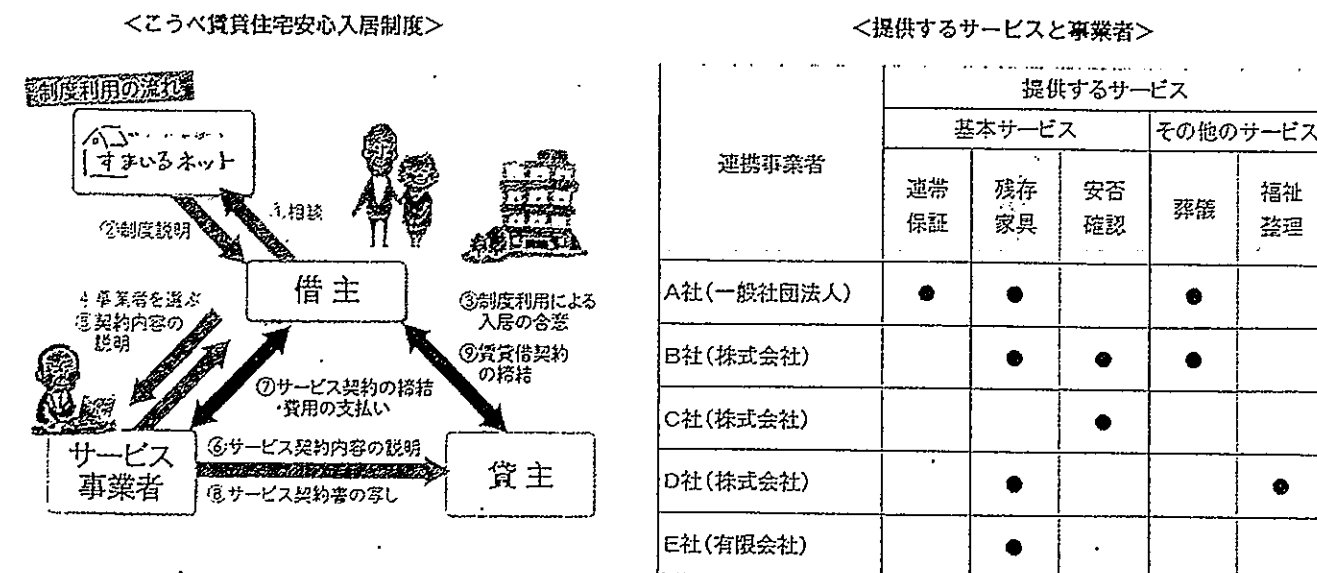 <こうべ賃貸住宅安心入居制度>
制度利用の流れ
すまいるネット
1.相談
②制度説明
借主
③制度利用による
入居の合意
4 事業者を選ぶ
⑤契約内容の
説明
⑨賃貸借契約
の締結
⑦サービス契約の締結
・費用の支払い
サービス
事業者
⑥サービス契約内容の説明
⑧サービス契約書の写し
貸主
<提供するサービスと事業者>
連携事業者
提供するサービス
基本サービス
その他のサービス
連帯
保証
残存
家具
安否
確認
葬儀
福祉
整理
A社(一般社団法人) ● ● ●
B社(株式会社) ● ● ●
C社(株式会社) ●
D社(株式会社) ● ●
E社(有限会社) ●